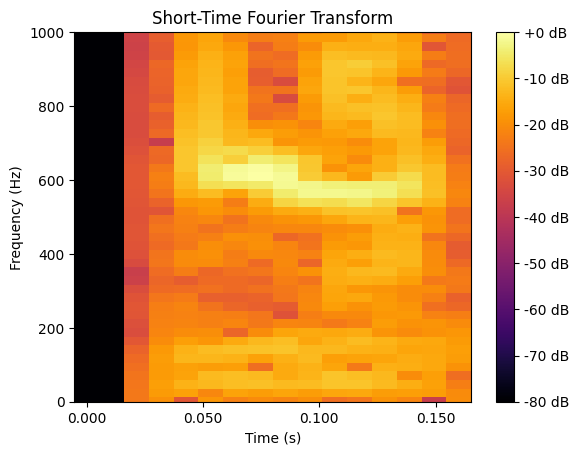 Short-Time Fourier Transform
1000
800
600
400
200
0
Frequency (Hz)
0.000
0.050
0.100
0.150
Time (s)
+0 dB
-10 dB
-20 dB
-30 dB
-40 dB
-50 dB
-60 dB
-70 dB
-80 dB